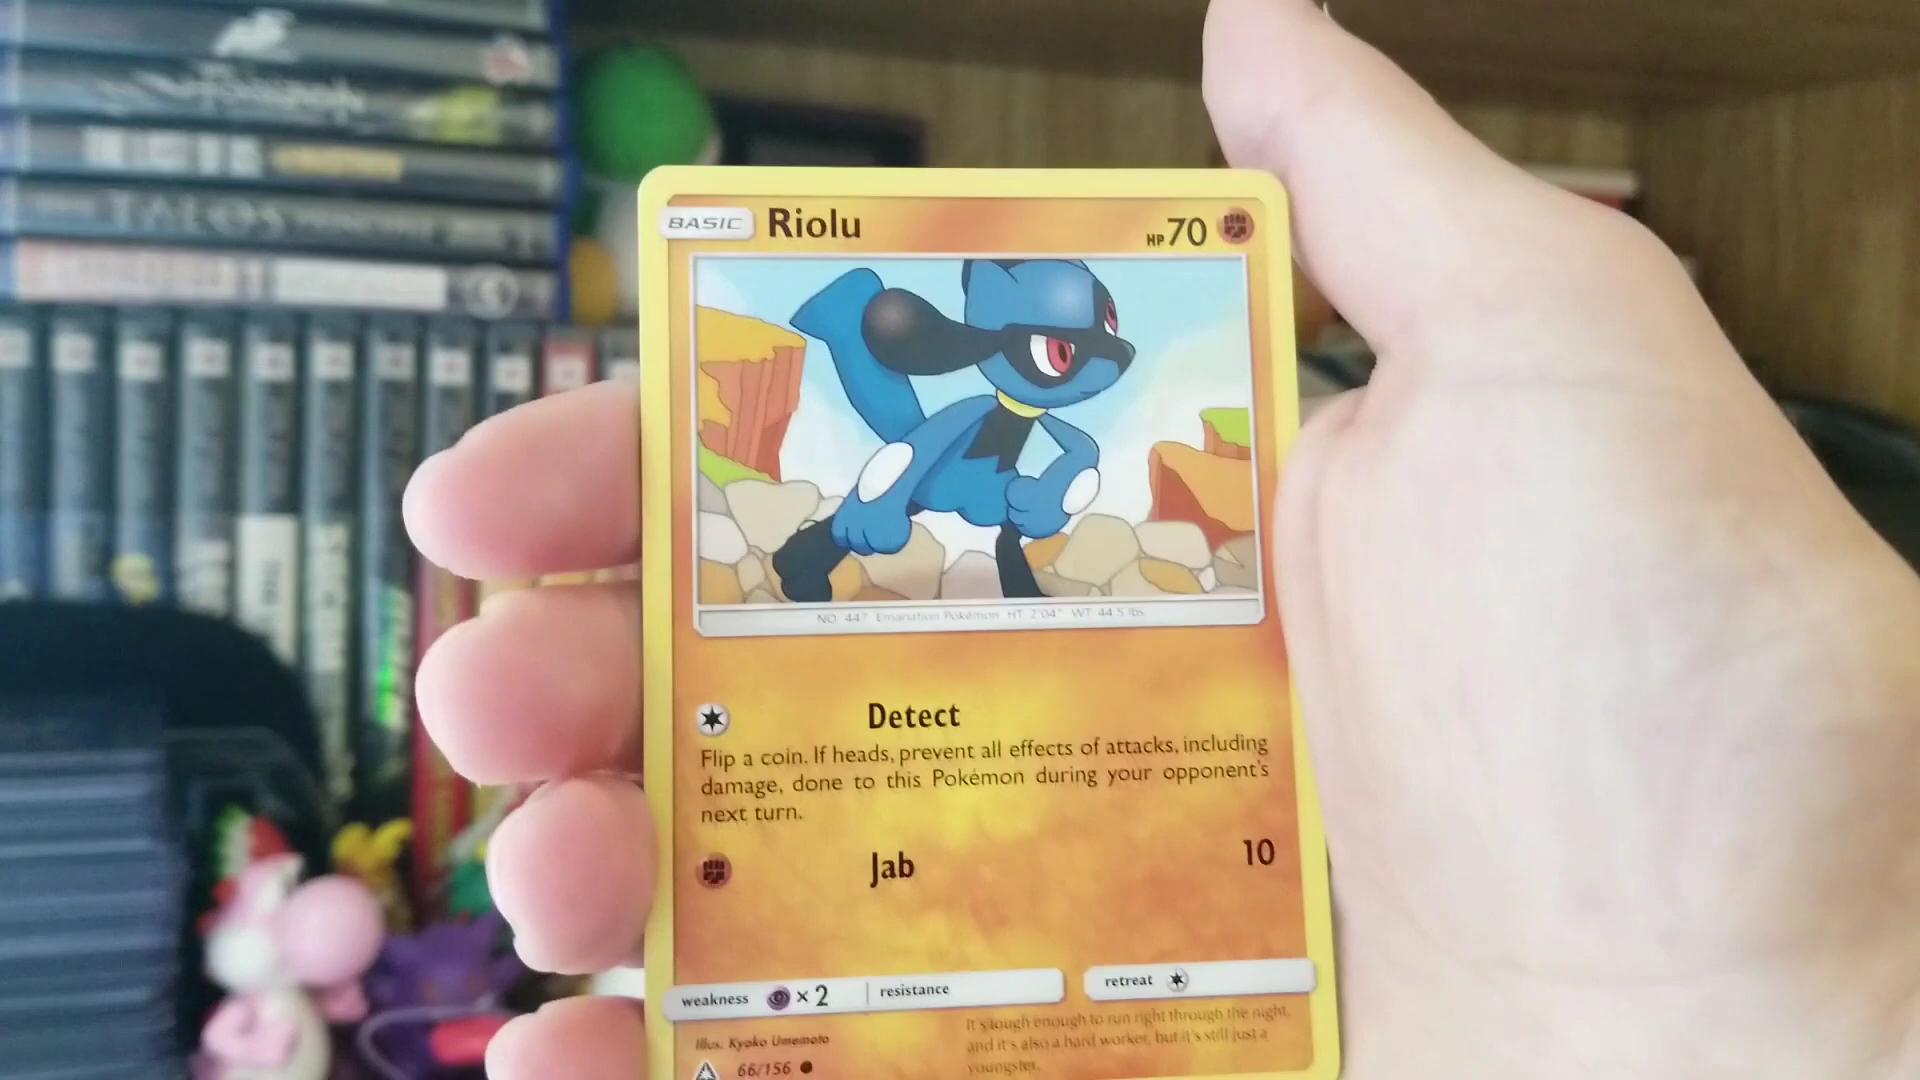 TALOS
BASIC Riolu HP 70
NO. 447 Emanation Pokémon HT: 2'04" WT: 44.5 lbs.
Detect
Flip a coin. If heads, prevent all effects of attacks, including
damage, done to this Pokémon during your opponent's
next turn.
Jab 10
weakness × 2 resistance retreat
Illus. Kyoko Umemoto
It's tough enough to run right through the night,
and it's also a hard worker, but it's still just a
youngster.
66/156